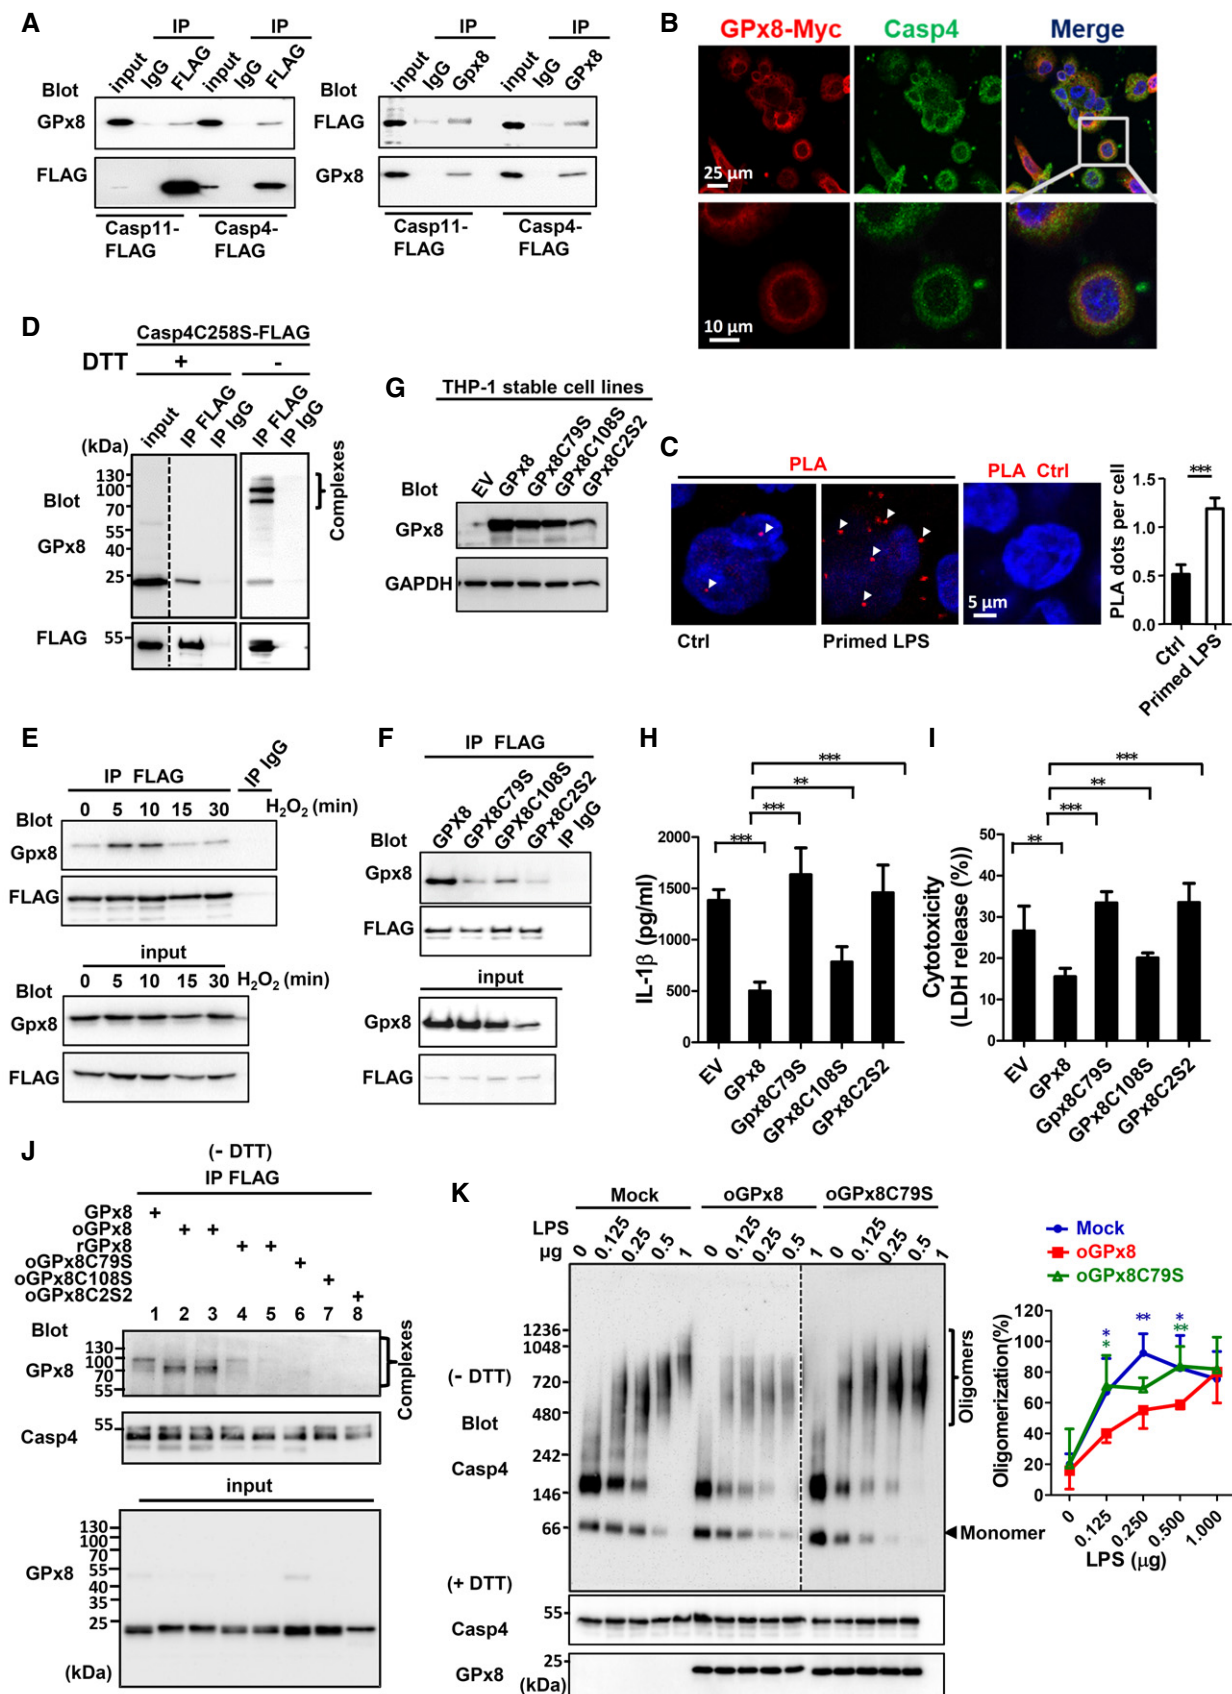 A
IP
IP
input
IgG
FLAG
input
IgG
FLAG
Blot
GPx8
FLAG
Casp11-
FLAG
Casp4-
FLAG
IP
IP
input
IgG
Gpx8
input
IgG
GPx8
Blot
FLAG
GPx8
Casp11-
FLAG
Casp4-
FLAG
B
GPx8-Myc
Casp4
Merge
25 µm
10 µm
D
Casp4C258S-FLAG
DTT
+
-
input
IP FLAG
IP IgG
IP FLAG
IP IgG
(kDa)
130
100
70
55
40
25
Blot
GPx8
Complexes
FLAG
55
G
THP-1 stable cell lines
EV
GPx8
GPx8C79S
GPx8C108S
GPx8C2S2
Blot
GPx8
GAPDH
C
PLA
PLA Ctrl
5 µm
Ctrl
Primed LPS
PLA dots per cell
1.5
1.0
0.5
0.0
***
Ctrl
Primed LPS
E
IP FLAG
IP IgG
0 5 10 15 30 H₂O₂ (min)
Blot
Gpx8
FLAG
input
0 5 10 15 30 H₂O₂ (min)
Blot
Gpx8
FLAG
F
IP FLAG
GPX8
GPX8C79S
GPX8C108S
GPx8C2S2
IP IgG
Blot
Gpx8
FLAG
input
Gpx8
Blot
FLAG
H
***
**
***
***
IL-1β (pg/ml)
2000
1500
1000
500
0
EV
GPx8
Gpx8C79S
GPx8C108S
GPx8C2S2
I
***
**
***
**
Cytotoxicity
(LDH release (%))
50
40
30
20
10
0
EV
GPx8
Gpx8C79S
GPx8C108S
GPx8C2S2
J
(- DTT)
IP FLAG
GPx8 +
oGPx8 + +
rGPx8 + +
oGPx8C79S +
oGPx8C108S +
oGPx8C2S2 +
1 2 3 4 5 6 7 8
Blot
GPx8
130
100
70
55
Complexes
Casp4
55
input
130
100
70
55
40
35
25
GPx8
(kDa)
K
Mock
oGPx8
oGPx8C79S
LPS
µg
0 0.125 0.25 0.5 1
0 0.125 0.25 0.5 1
0 0.125 0.25 0.5 1
1236
1048
720
480
242
146
66
(- DTT)
Blot
Casp4
Oligomers
Monomer
(+ DTT)
Casp4
55
GPx8
25
(kDa)
Mock
oGPx8
oGPx8C79S
Oligomerization(%)
120
100
80
60
40
20
0
*
*
**
*
**
0
0.125
0.250
0.500
1.000
LPS (µg)